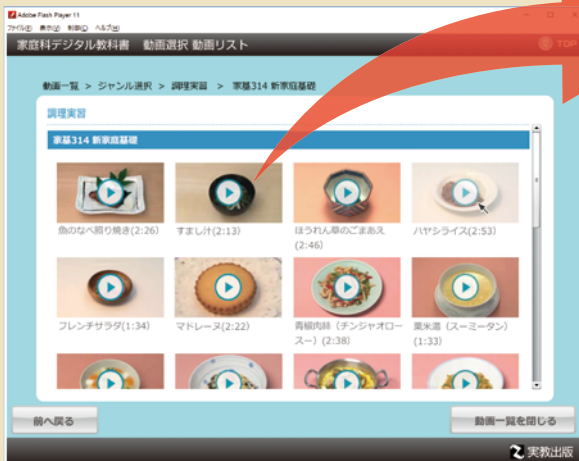 Adobe Flash Player 11
ファイル(F) 表示(V) 制御(C) ヘルプ(H)
家庭科デジタル教科書 動画選択 動画リスト
TOP
動画一覧 > ジャンル選択 > 調理実習 > 家基314 新家庭基礎
調理実習
家基314 新家庭基礎
魚のなべ照り焼き(2:26)
すまし汁(2:13)
ほうれん草のごまあえ
(2:46)
ハヤシライス(2:53)
フレンチサラダ(1:34)
マドレーヌ(2:22)
青椒肉絲（チンジャオロー
スー）(2:38)
粟米湯（スーミータン）
(1:33)
前へ戻る
動画一覧を閉じる
実教出版